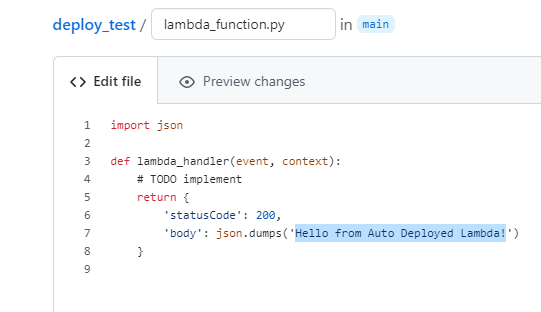 deploy_test / lambda_function.py in main
<> Edit file Preview changes
1 import json
2
3 def lambda_handler(event, context):
4 # TODO implement
5 return {
6 'statusCode': 200,
7 'body': json.dumps('Hello from Auto Deployed Lambda!')
8 }
9